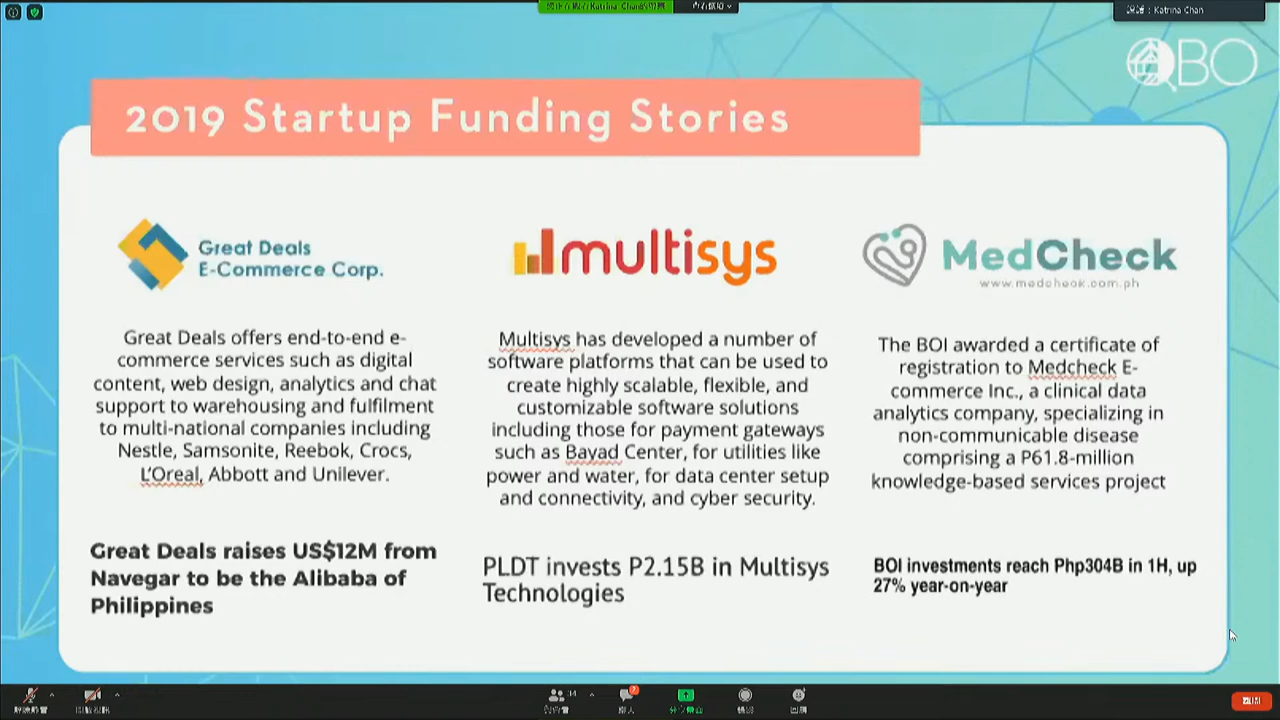 Katrina Chan
QBO
2019 Startup Funding Stories
Great Deals
E-Commerce Corp.
Great Deals offers end-to-end e-
commerce services such as digital
content, web design, analytics and chat
support to warehousing and fulfilment
to multi-national companies including
Nestle, Samsonite, Reebok, Crocs,
L'Oreal, Abbott and Unilever.
Great Deals raises US$12M from
Navegar to be the Alibaba of
Philippines
multisys
Multisys has developed a number of
software platforms that can be used to
create highly scalable, flexible, and
customizable software solutions
including those for payment gateways
such as Bayad Center, for utilities like
power and water, for data center setup
and connectivity, and cyber security.
PLDT invests P2.15B in Multisys
Technologies
MedCheck
www.medcheck.com.ph
The BOI awarded a certificate of
registration to Medcheck E-
commerce Inc., a clinical data
analytics company, specializing in
non-communicable disease
comprising a P61.8-million
knowledge-based services project
BOI investments reach Php304B in 1H, up
27% year-on-year